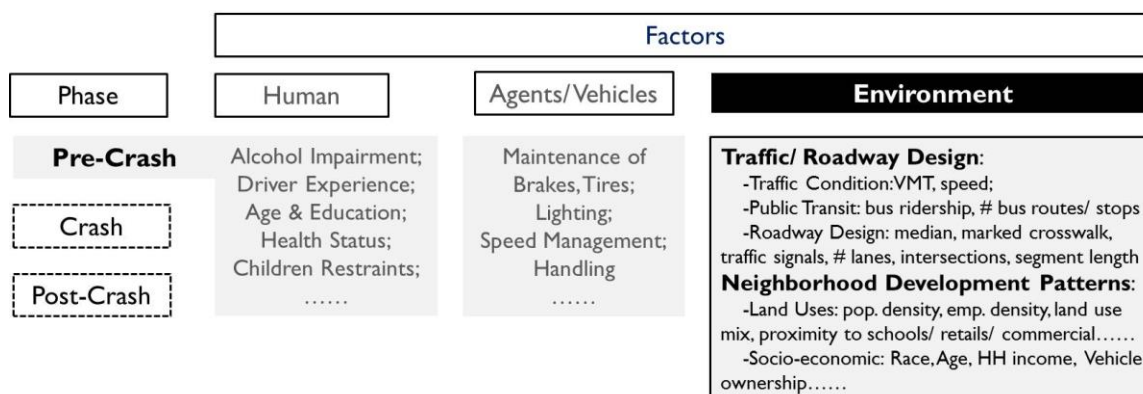 Factors
Phase
Human
Agents/Vehicles
Environment
Pre-Crash
Crash
Post-Crash
Alcohol Impairment;
Driver Experience;
Age & Education;
Health Status;
Children Restraints;
……
Maintenance of
Brakes, Tires;
Lighting;
Speed Management;
Handling
……
Traffic/ Roadway Design:
-Traffic Condition: VMT, speed;
-Public Transit: bus ridership, # bus routes/ stops
-Roadway Design: median, marked crosswalk,
traffic signals, # lanes, intersections, segment length
Neighborhood Development Patterns:
-Land Uses: pop. density, emp. density, land use
mix, proximity to schools/ retails/ commercial……
-Socio-economic: Race, Age, HH income, Vehicle
ownership……